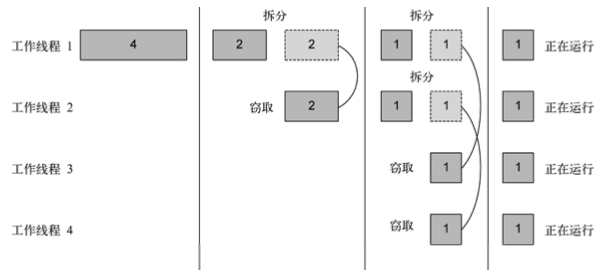 拆分 拆分
工作线程 1 4 2 2 1 1 1 正在运行
拆分
工作线程 2 窃取 2 1 1 1 正在运行
工作线程 3 窃取 1 1 正在运行
工作线程 4 窃取 1 1 正在运行